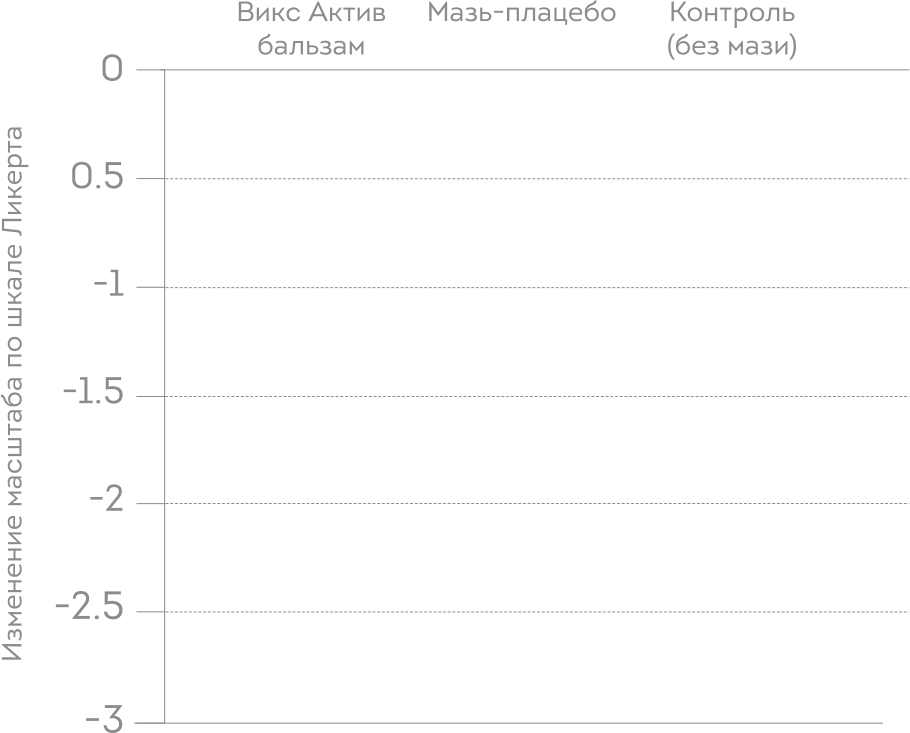 Викс Актив
бальзам
Мазь-плацебо
Контроль
(без мази)
0
0.5
-1
-1.5
-2
-2.5
-3
Изменение масштаба по шкале Ликерта